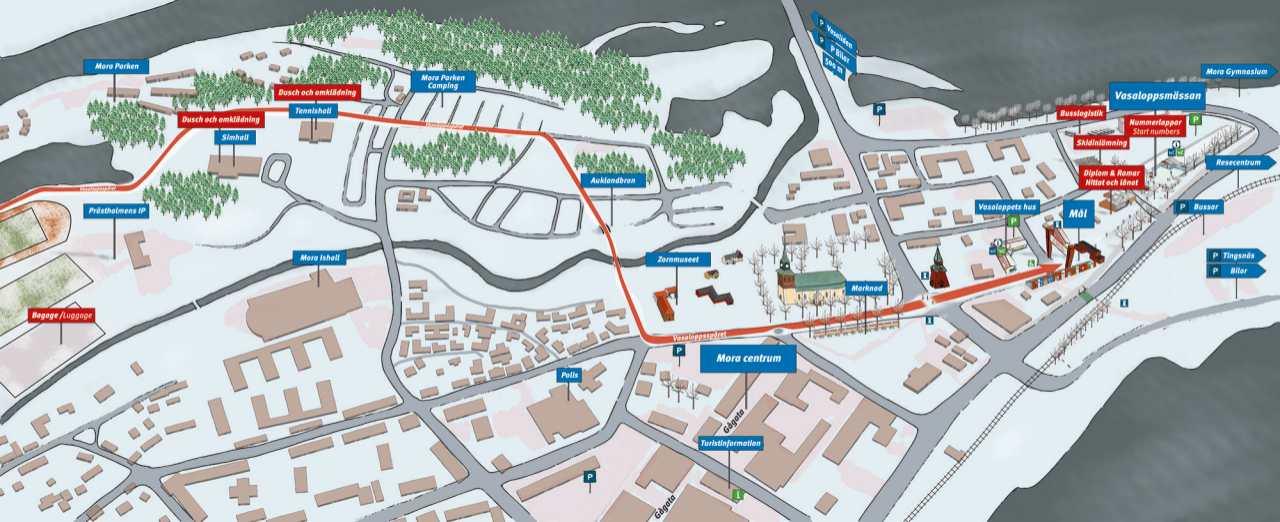 P Vasaliden
P P Bilar
500 m
Mora Parken
Mora Parken
Camping
Mora Gymnasium
Dusch och omklädning
Tennishall
Vasaloppsmässan
P
Busslogistik
Nummerlappar
Start numbers
P
Dusch och omklädning
Simhall
Vasaloppsspåret
Skidinlämning
Resecentrum
Auklandbron
Diplom & Ramar
Hittat och lånat
Vasaloppsspåret
Prästholmens IP
Vasaloppets hus
P
Mål
P Bussar
Mora Ishall
Zornmuseet
P Tingsnäs
P Bilar
Marknad
Bagage /Luggage
Vasaloppsspåret
P
Mora centrum
Polis
Gågata
Turistinformation
P
i
Gågata